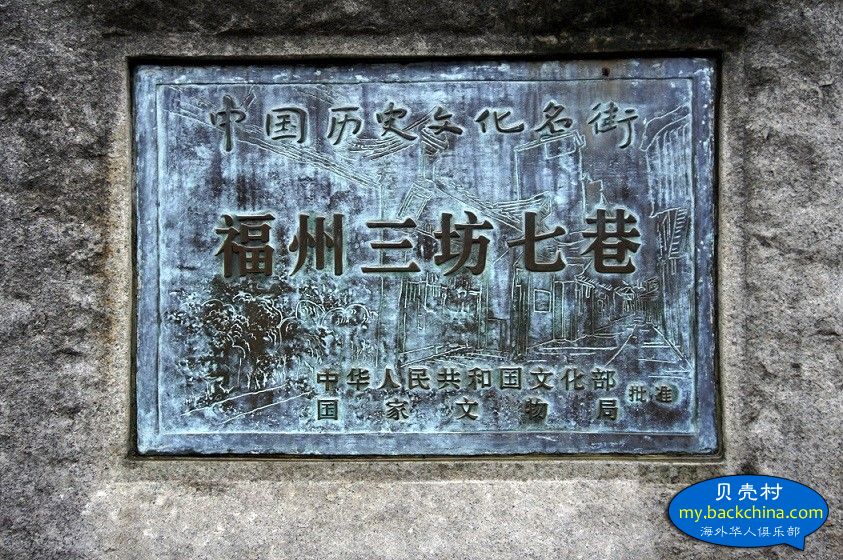 中国历史文化名街
福州三坊七巷
中华人民共和国文化部
国家文物局 批准
贝壳村
my.backchina.com
海外华人俱乐部